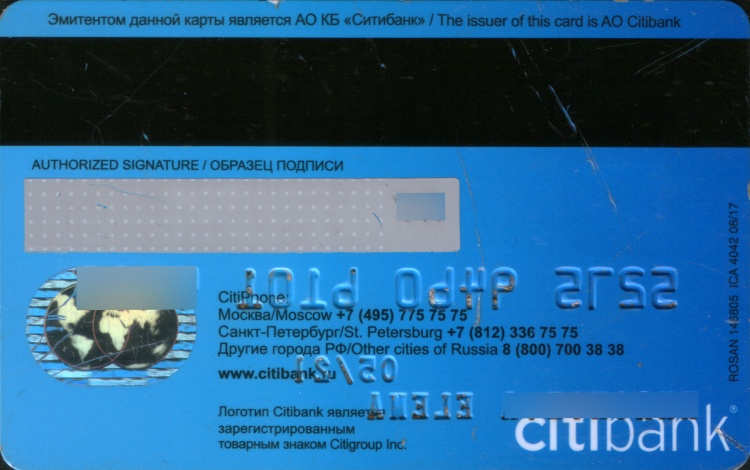 Эмитентом данной карты является АО КБ «Ситибанк» / The issuer of this card is AO Citibank
AUTHORIZED SIGNATURE / ОБРАЗЕЦ ПОДПИСИ
CitiPhone:
Москва/Moscow +7 (495) 775 75 75
Санкт-Петербург/St. Petersburg +7 (812) 336 75 75
Другие города РФ/Other cities of Russia 8 (800) 700 38 38
www.citibank.ru
05/21
ELENA
Логотип Citibank является
зарегистрированным
товарным знаком Citigroup Inc.
citibank®
ICA 4042 06/17